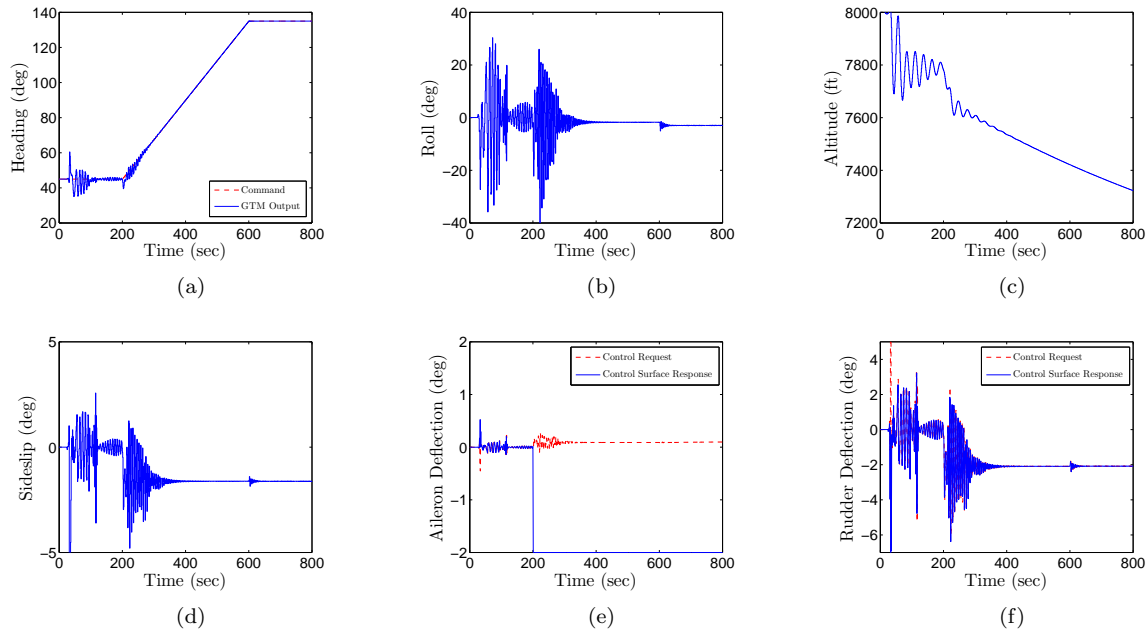 140
120
100
80
60
40
20
Heading (deg)
Command
GTM Output
0 200 400 600 800
Time (sec)
(a)
40
20
0
−20
−40
Roll (deg)
0 200 400 600 800
Time (sec)
(b)
8000
7800
7600
7400
7200
Altitude (ft)
0 200 400 600 800
Time (sec)
(c)
5
0
−5
Sideslip (deg)
0 200 400 600 800
Time (sec)
(d)
2
1
0
−1
−2
Aileron Deflection (deg)
Control Request
Control Surface Response
0 200 400 600 800
Time (sec)
(e)
4
2
0
−2
−4
−6
Rudder Deflection (deg)
Control Request
Control Surface Response
0 200 400 600 800
Time (sec)
(f)